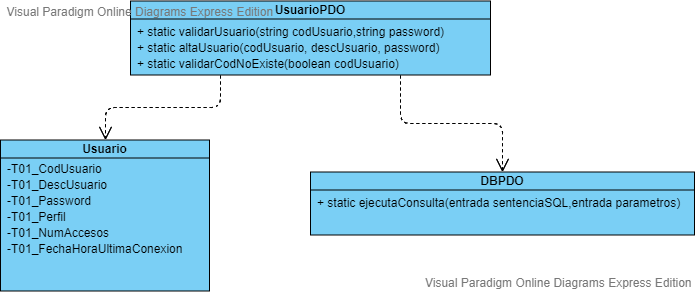 Visual Paradigm Online Diagrams Express Edition
UsuarioPDO
+ static validarUsuario(string codUsuario,string password)
+ static altaUsuario(codUsuario, descUsuario, password)
+ static validarCodNoExiste(boolean codUsuario)
Usuario
-T01_CodUsuario
-T01_DescUsuario
-T01_Password
-T01_Perfil
-T01_NumAccesos
-T01_FechaHoraUltimaConexion
DBPDO
+ static ejecutaConsulta(entrada sentenciaSQL,entrada parametros)
Visual Paradigm Online Diagrams Express Edition